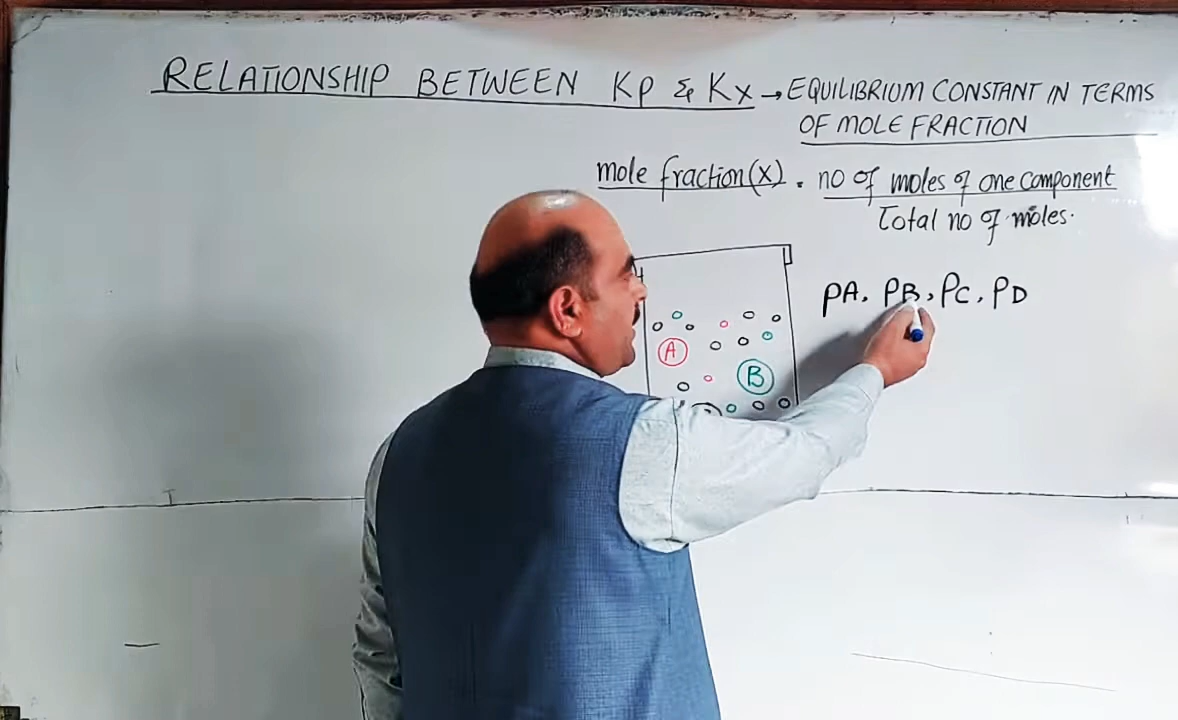 RELATIONSHIP BETWEEN KP & Kx → EQUILIBRIUM CONSTANT IN TERMS
OF MOLE FRACTION
mole fraction(x) = no of moles of one component
Total no of moles.
PA, PB, PC, PD
A
B